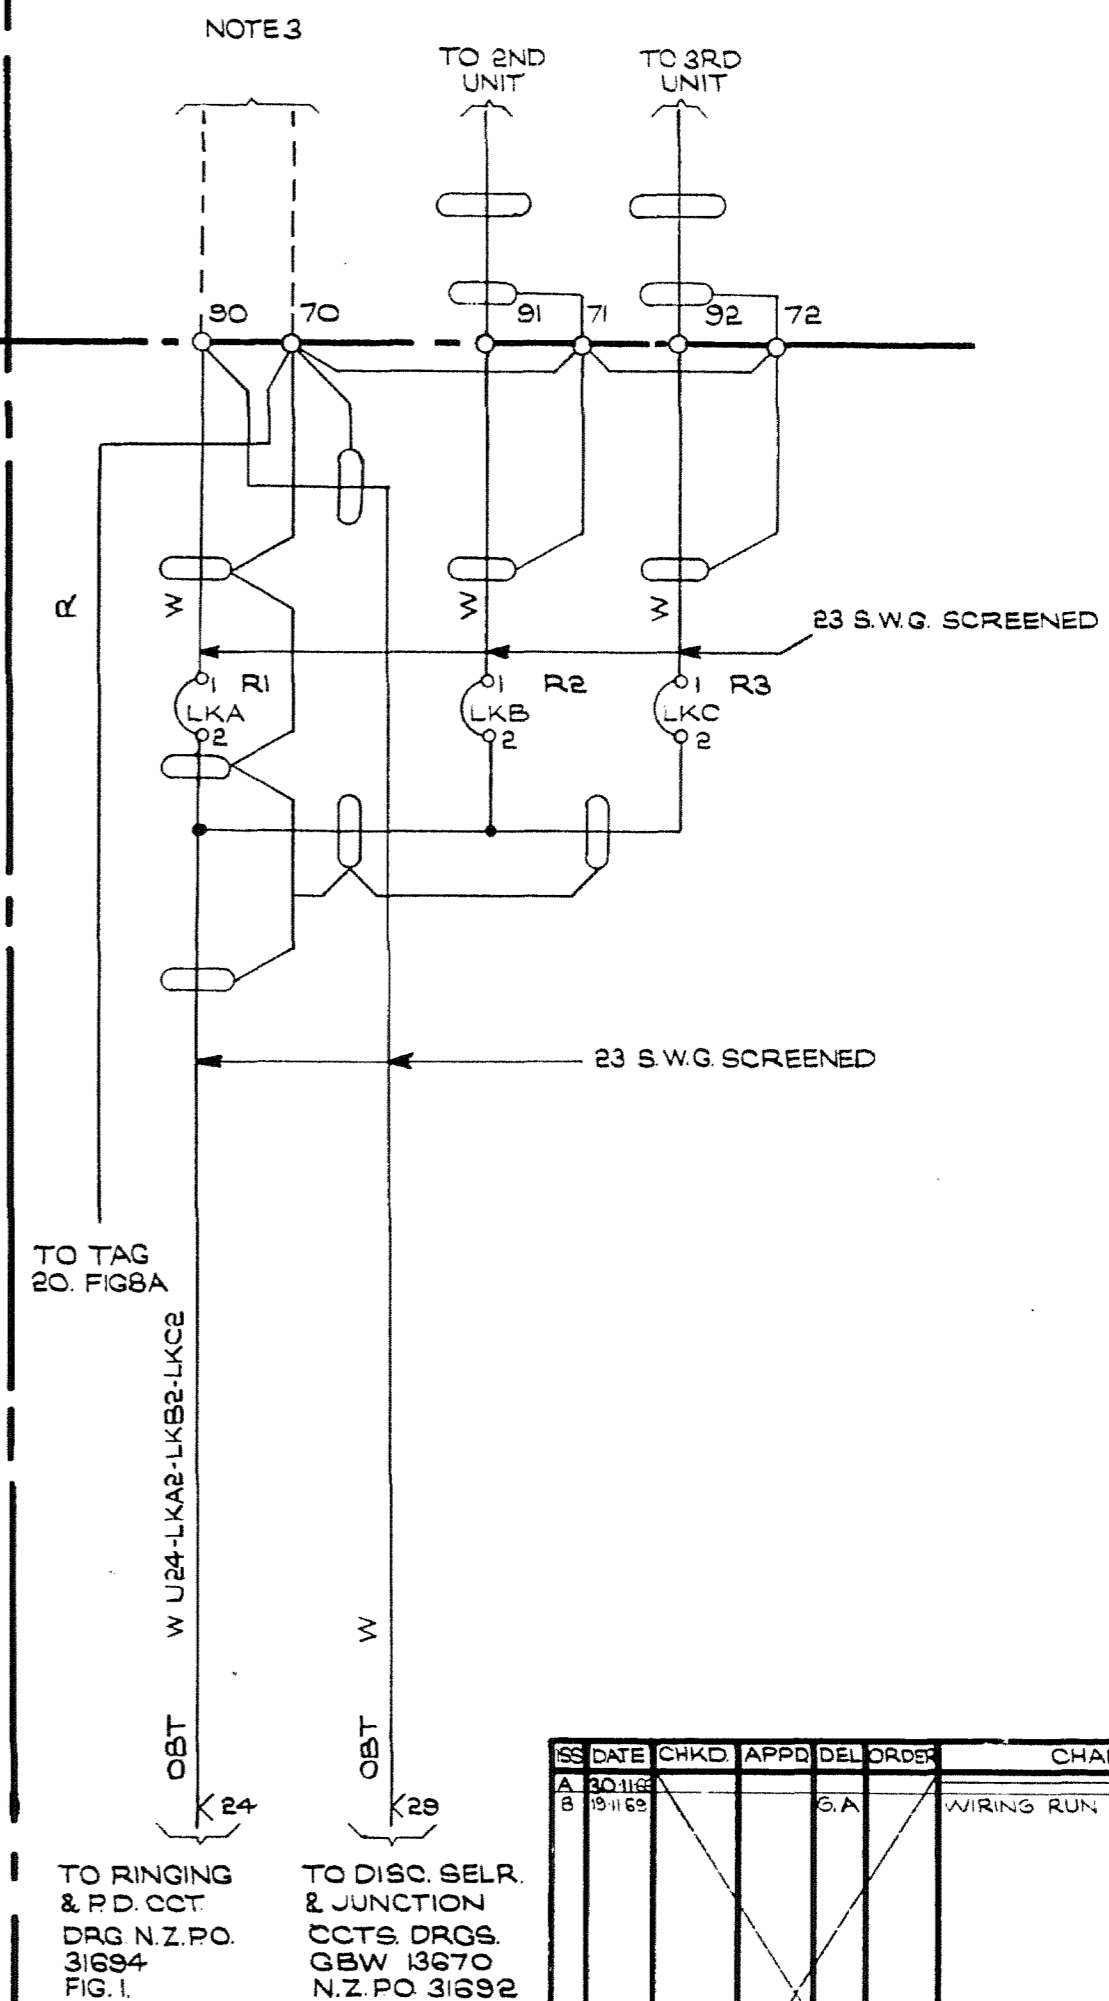 NOTE 3
TO 2ND
UNIT
TO 3RD
UNIT
90
70
91
71
92
72
R
W
W
W
23 S.W.G. SCREENED
1 R1
LKA
2
1 R2
LKB
2
1 R3
LKC
2
23 S.W.G. SCREENED
TO TAG
20. FIG8A
W U24-LKA2-LKB2-LKC2
W
OBT
OBT
24
29
TO RINGING
& P.D. CCT.
DRG. N.Z.P.O.
31694
FIG. 1.
TO DISC. SELR.
& JUNCTION
CCTS. DRGS.
GBW 13670
N.Z.P.O. 31692
ISS DATE CHKD. APPD DEL ORDER CHA
A
B 19·11·69 G.A WIRING RUN